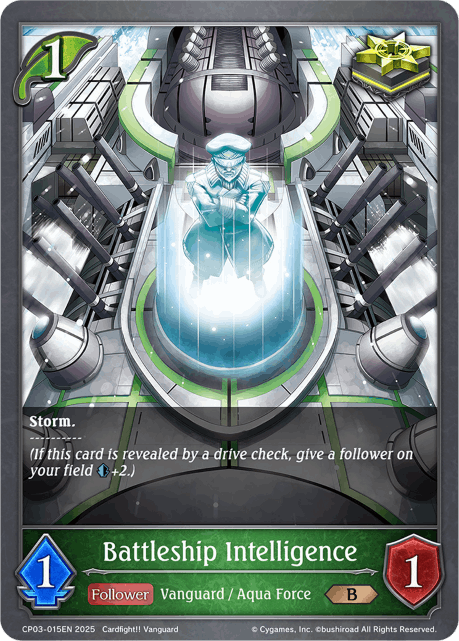 1
Storm.
----------
(If this card is revealed by a drive check, give a follower on
your field +2.)
Battleship Intelligence
1
Follower Vanguard / Aqua Force B
1
CP03-015EN 2025 Cardfight!! Vanguard © Cygames, Inc. ©bushiroad All Rights Reserved.